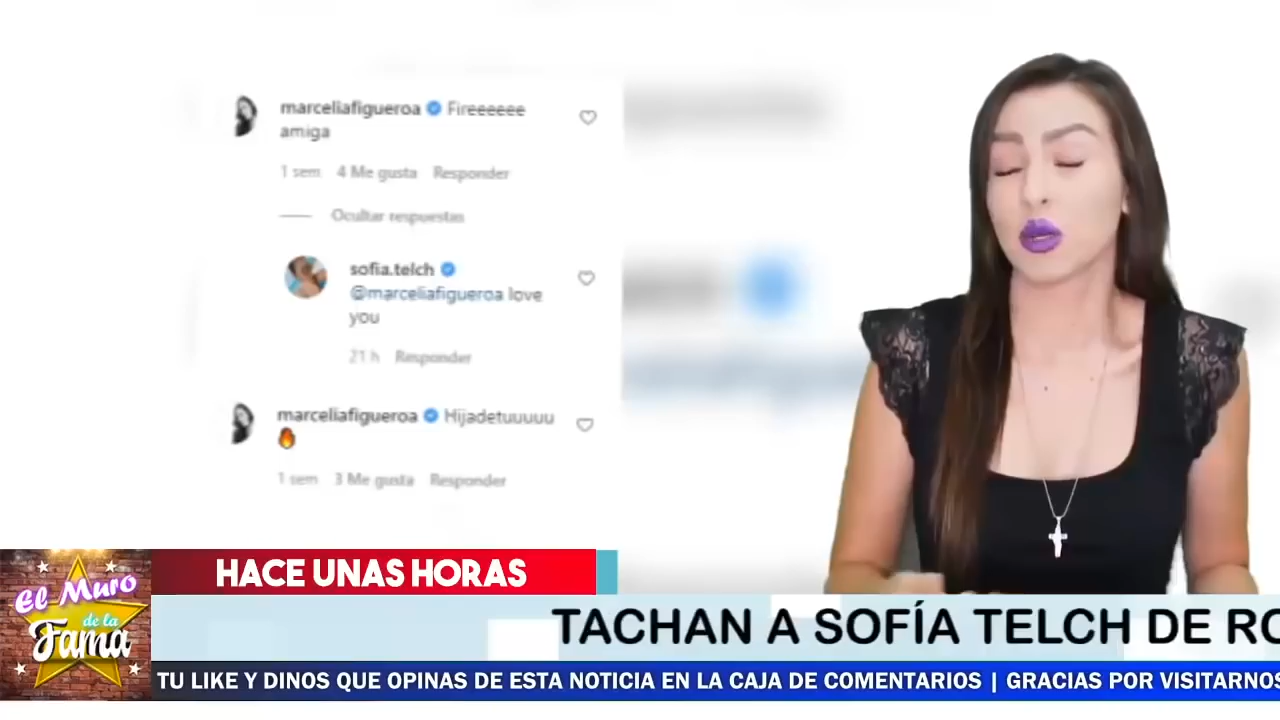 marceliafigueroa Fireeeeee
amiga
1 sem 4 Me gusta Responder
Ocultar respuestas
sofia.telch
@marceliafigueroa love
you
21 h Responder
marceliafigueroa Hijadetuuuuu
1 sem 3 Me gusta Responder
HACE UNAS HORAS
El Muro
de la
Fama
TACHAN A SOFÍA TELCH DE
TU LIKE Y DINOS QUE OPINAS DE ESTA NOTICIA EN LA CAJA DE COMENTARIOS | GRACIAS POR VISITARNOS